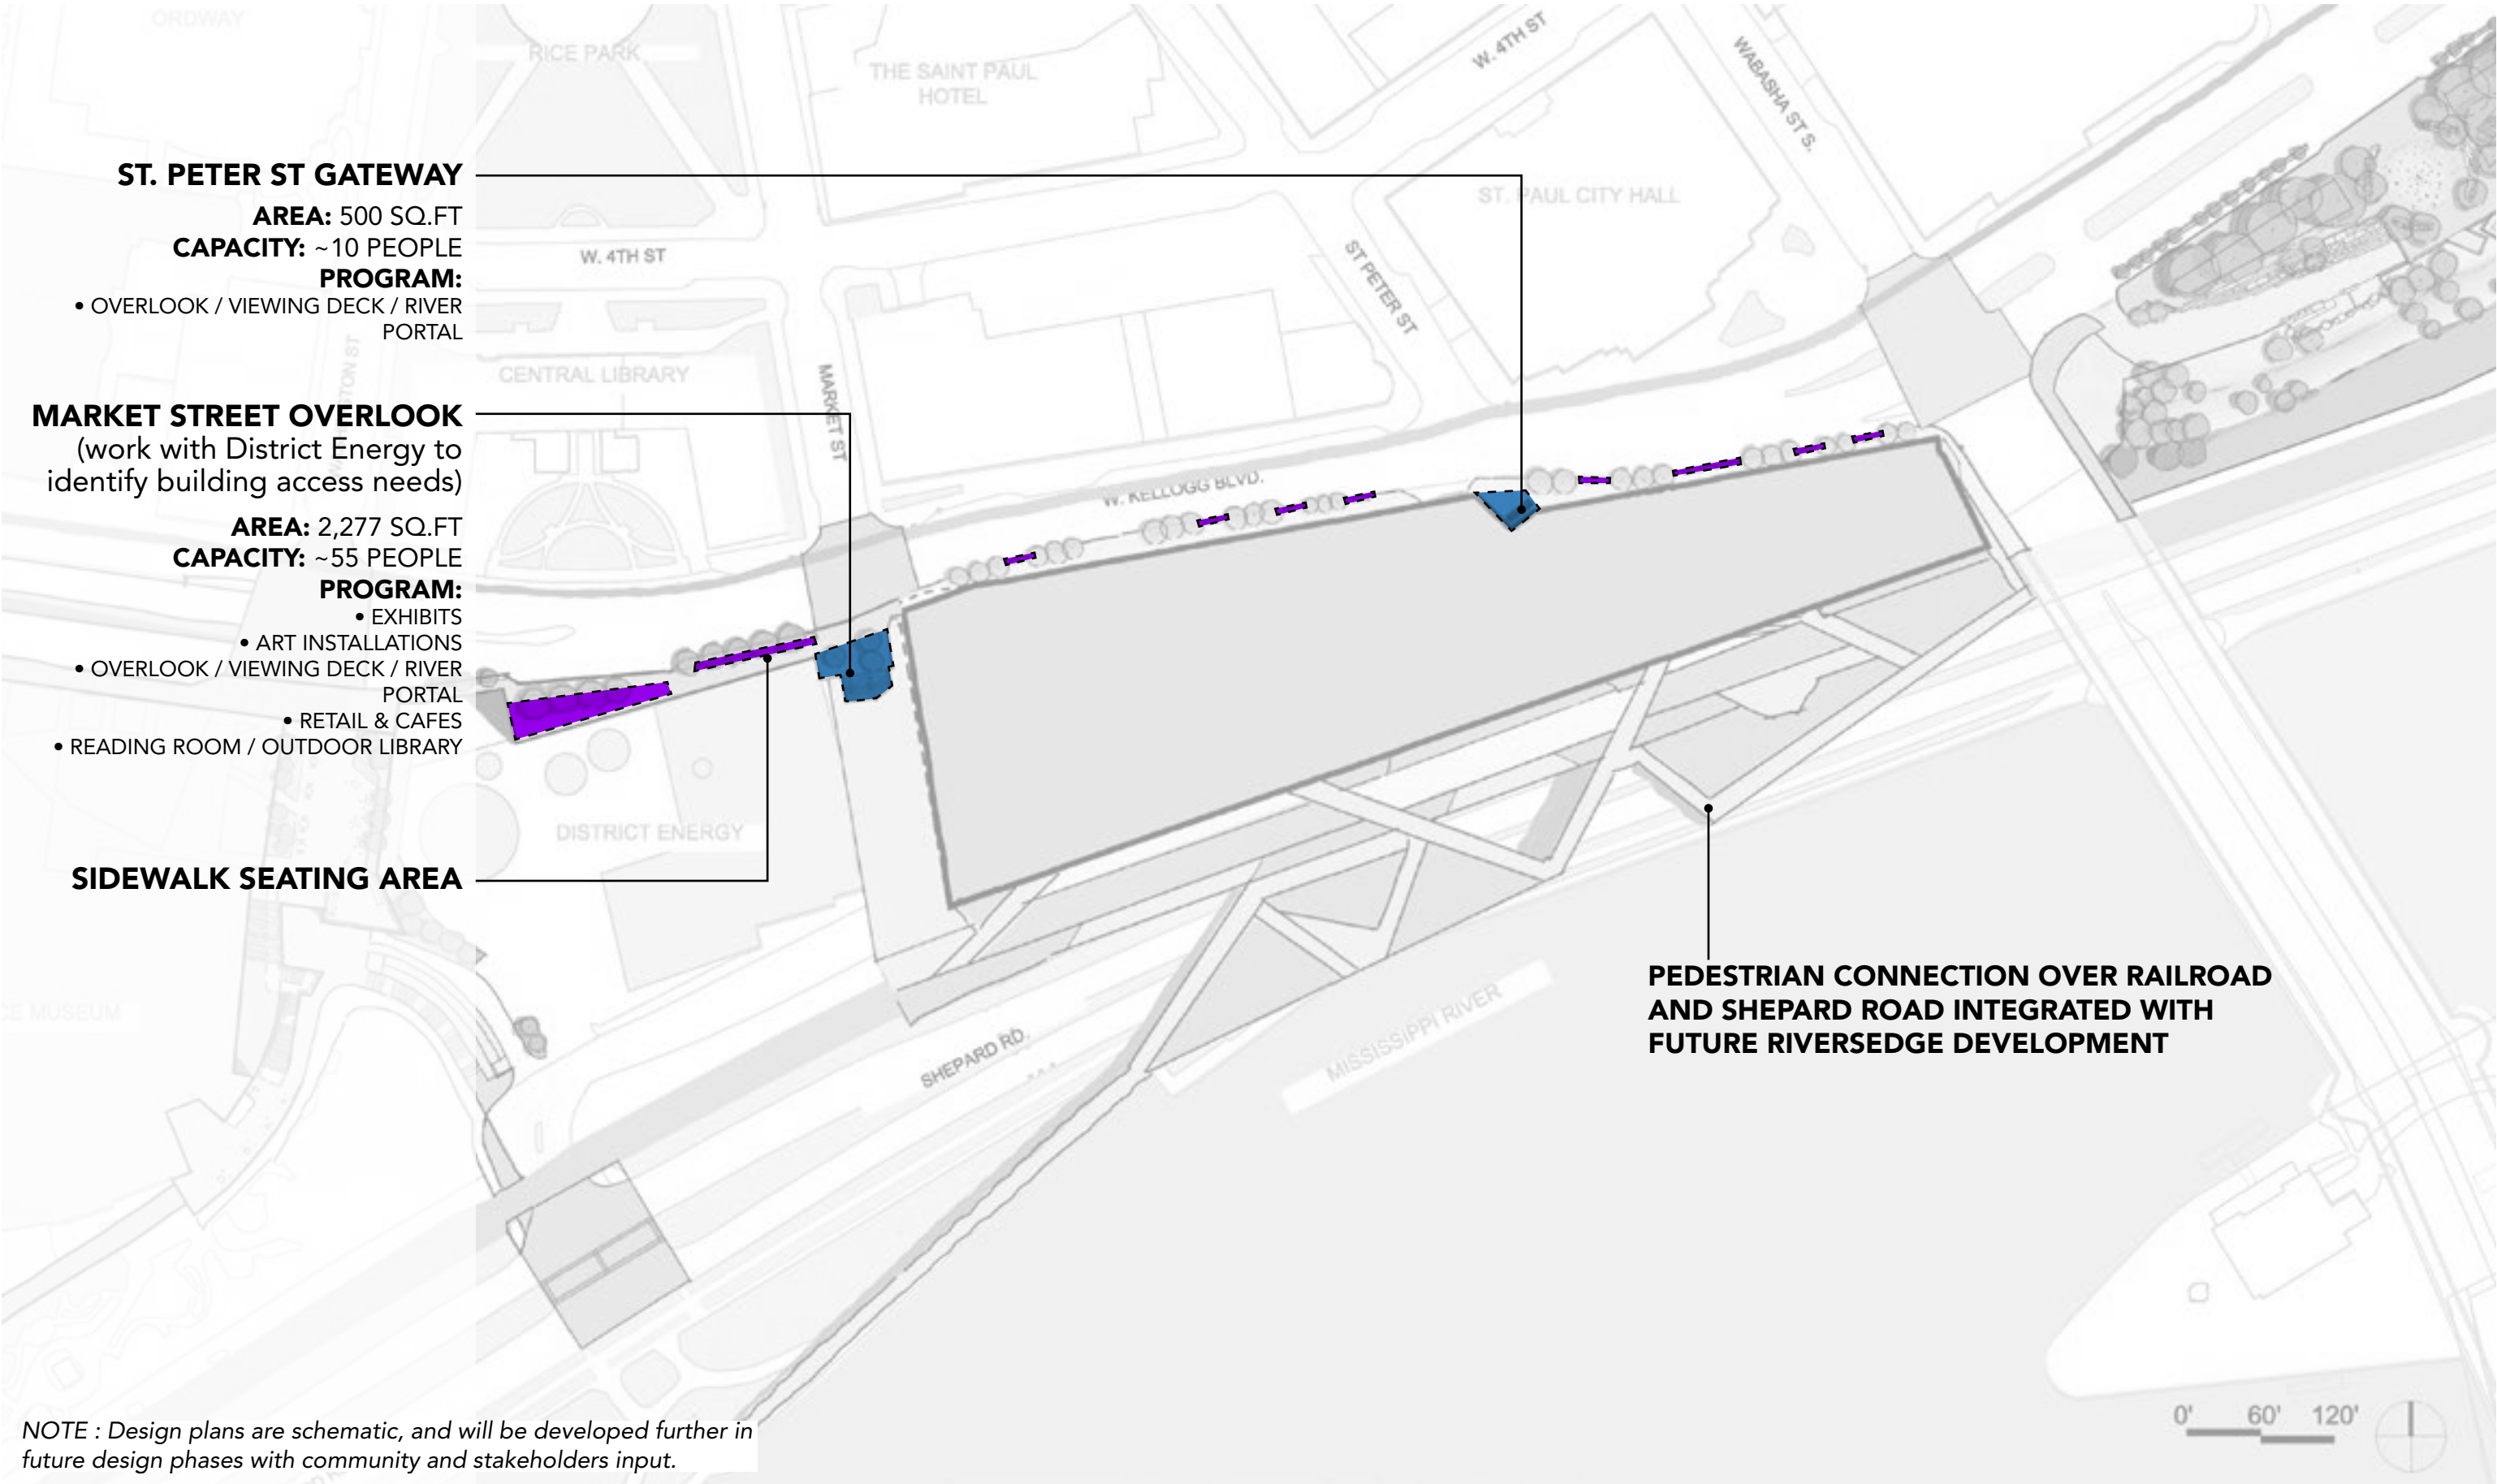 ORDWAY
RICE PARK
THE SAINT PAUL
HOTEL
W. 4TH ST
WABASHA ST S.
ST. PETER ST GATEWAY
AREA: 500 SQ.FT
CAPACITY: ~10 PEOPLE
PROGRAM:
• OVERLOOK / VIEWING DECK / RIVER
PORTAL
ST. PAUL CITY HALL
W. 4TH ST
ST PETER ST
CENTRAL LIBRARY
MARKET ST
MARKET STREET OVERLOOK
(work with District Energy to
identify building access needs)
AREA: 2,277 SQ.FT
CAPACITY: ~55 PEOPLE
PROGRAM:
• EXHIBITS
• ART INSTALLATIONS
• OVERLOOK / VIEWING DECK / RIVER
PORTAL
• RETAIL & CAFES
• READING ROOM / OUTDOOR LIBRARY
W. KELLOGG BLVD.
DISTRICT ENERGY
SIDEWALK SEATING AREA
PEDESTRIAN CONNECTION OVER RAILROAD
AND SHEPARD ROAD INTEGRATED WITH
FUTURE RIVERSEDGE DEVELOPMENT
MUSEUM
SHEPARD RD.
MISSISSIPPI RIVER
NOTE : Design plans are schematic, and will be developed further in
future design phases with community and stakeholders input.
0' 60' 120'